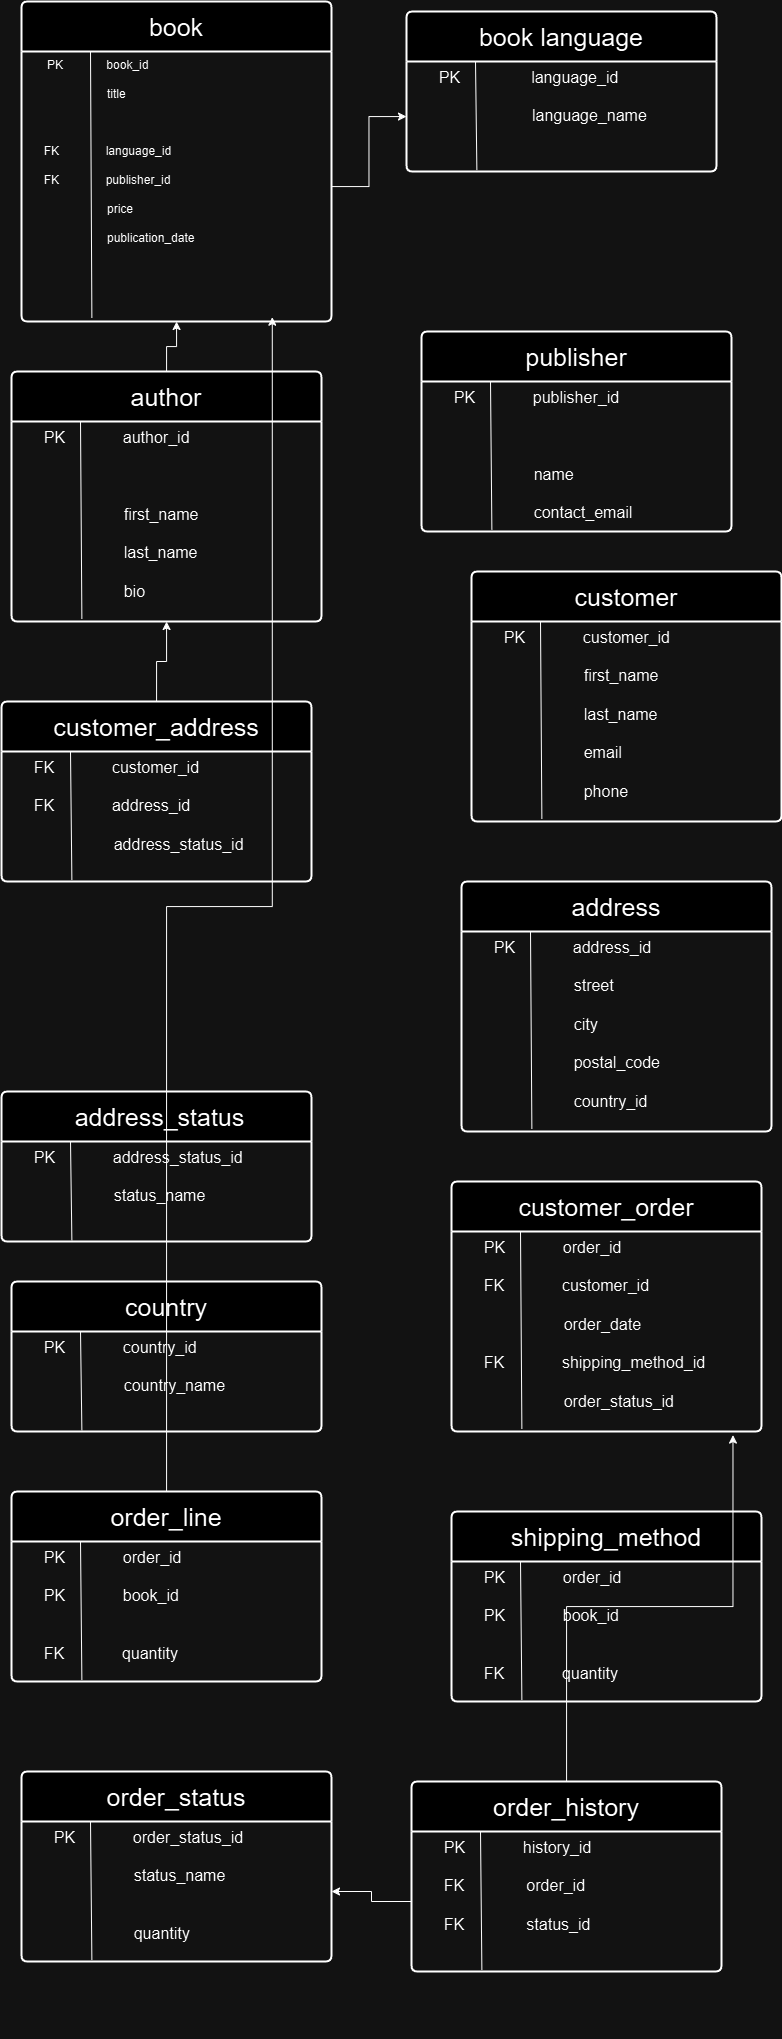 book
PK book_id
title
FK language_id
FK publisher_id
price
publication_date
book language
PK language_id
language_name
author
PK author_id
first_name
last_name
bio
publisher
PK publisher_id
name
contact_email
customer
PK customer_id
first_name
last_name
email
phone
customer_address
FK customer_id
FK address_id
address_status_id
address
PK address_id
street
city
postal_code
country_id
address_status
PK address_status_id
status_name
customer_order
PK order_id
FK customer_id
order_date
FK shipping_method_id
order_status_id
country
PK country_id
country_name
order_line
PK order_id
PK book_id
FK quantity
shipping_method
PK order_id
PK book_id
FK quantity
order_status
PK order_status_id
status_name
quantity
order_history
PK history_id
FK order_id
FK status_id